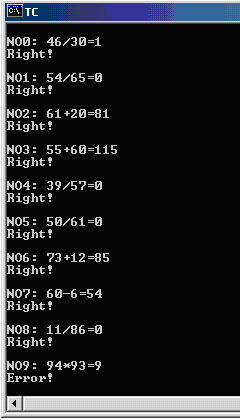 TC
NO0: 46/30=1
Right!
NO1: 54/65=0
Right!
NO2: 61+20=81
Right!
NO3: 55+60=115
Right!
NO4: 39/57=0
Right!
NO5: 50/61=0
Right!
NO6: 73+12=85
Right!
NO7: 60-6=54
Right!
NO8: 11/86=0
Right!
NO9: 94*93=9
Error!